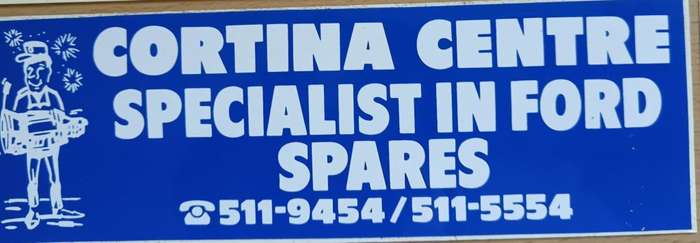 CORTINA CENTRE
SPECIALIST IN FORD
SPARES
☎511-9454/511-5554